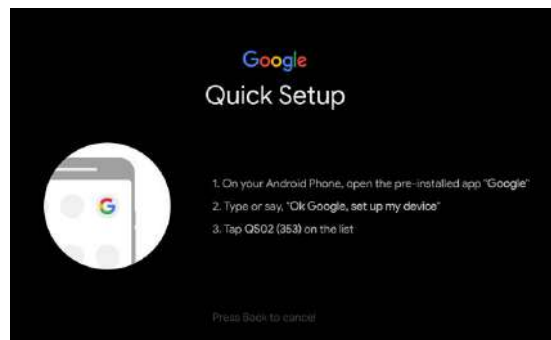 Google
Quick Setup
G
1. On your Android Phone, open the pre-installed app "Google"
2. Type or say, "Ok Google, set up my device"
3. Tap Q502 (353) on the list
Press Back to cancel